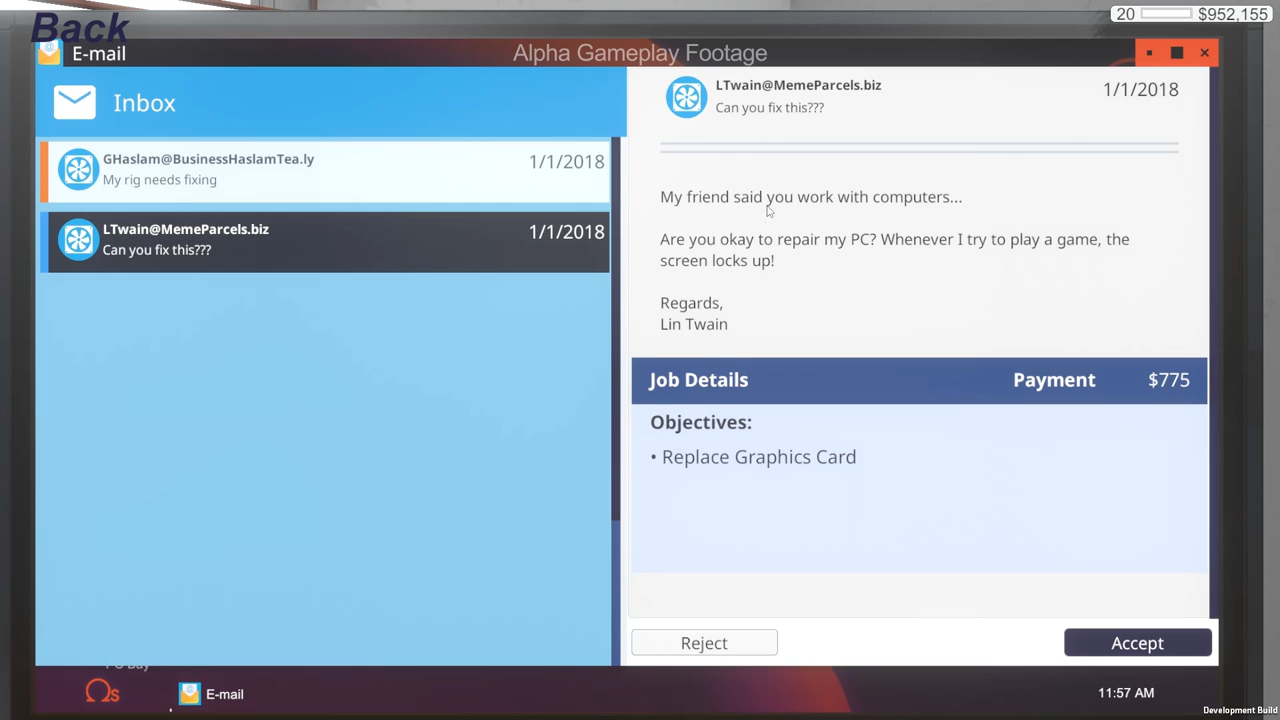 20 $952,155
Back
E-mail
Alpha Gameplay Footage
Inbox
GHaslam@BusinessHaslamTea.ly
My rig needs fixing
1/1/2018
LTwain@MemeParcels.biz
Can you fix this???
1/1/2018
LTwain@MemeParcels.biz
Can you fix this???
1/1/2018
My friend said you work with computers...
Are you okay to repair my PC? Whenever I try to play a game, the
screen locks up!
Regards,
Lin Twain
Job Details Payment $775
Objectives:
• Replace Graphics Card
Reject
Accept
Ωs
E-mail
11:57 AM
Development Build